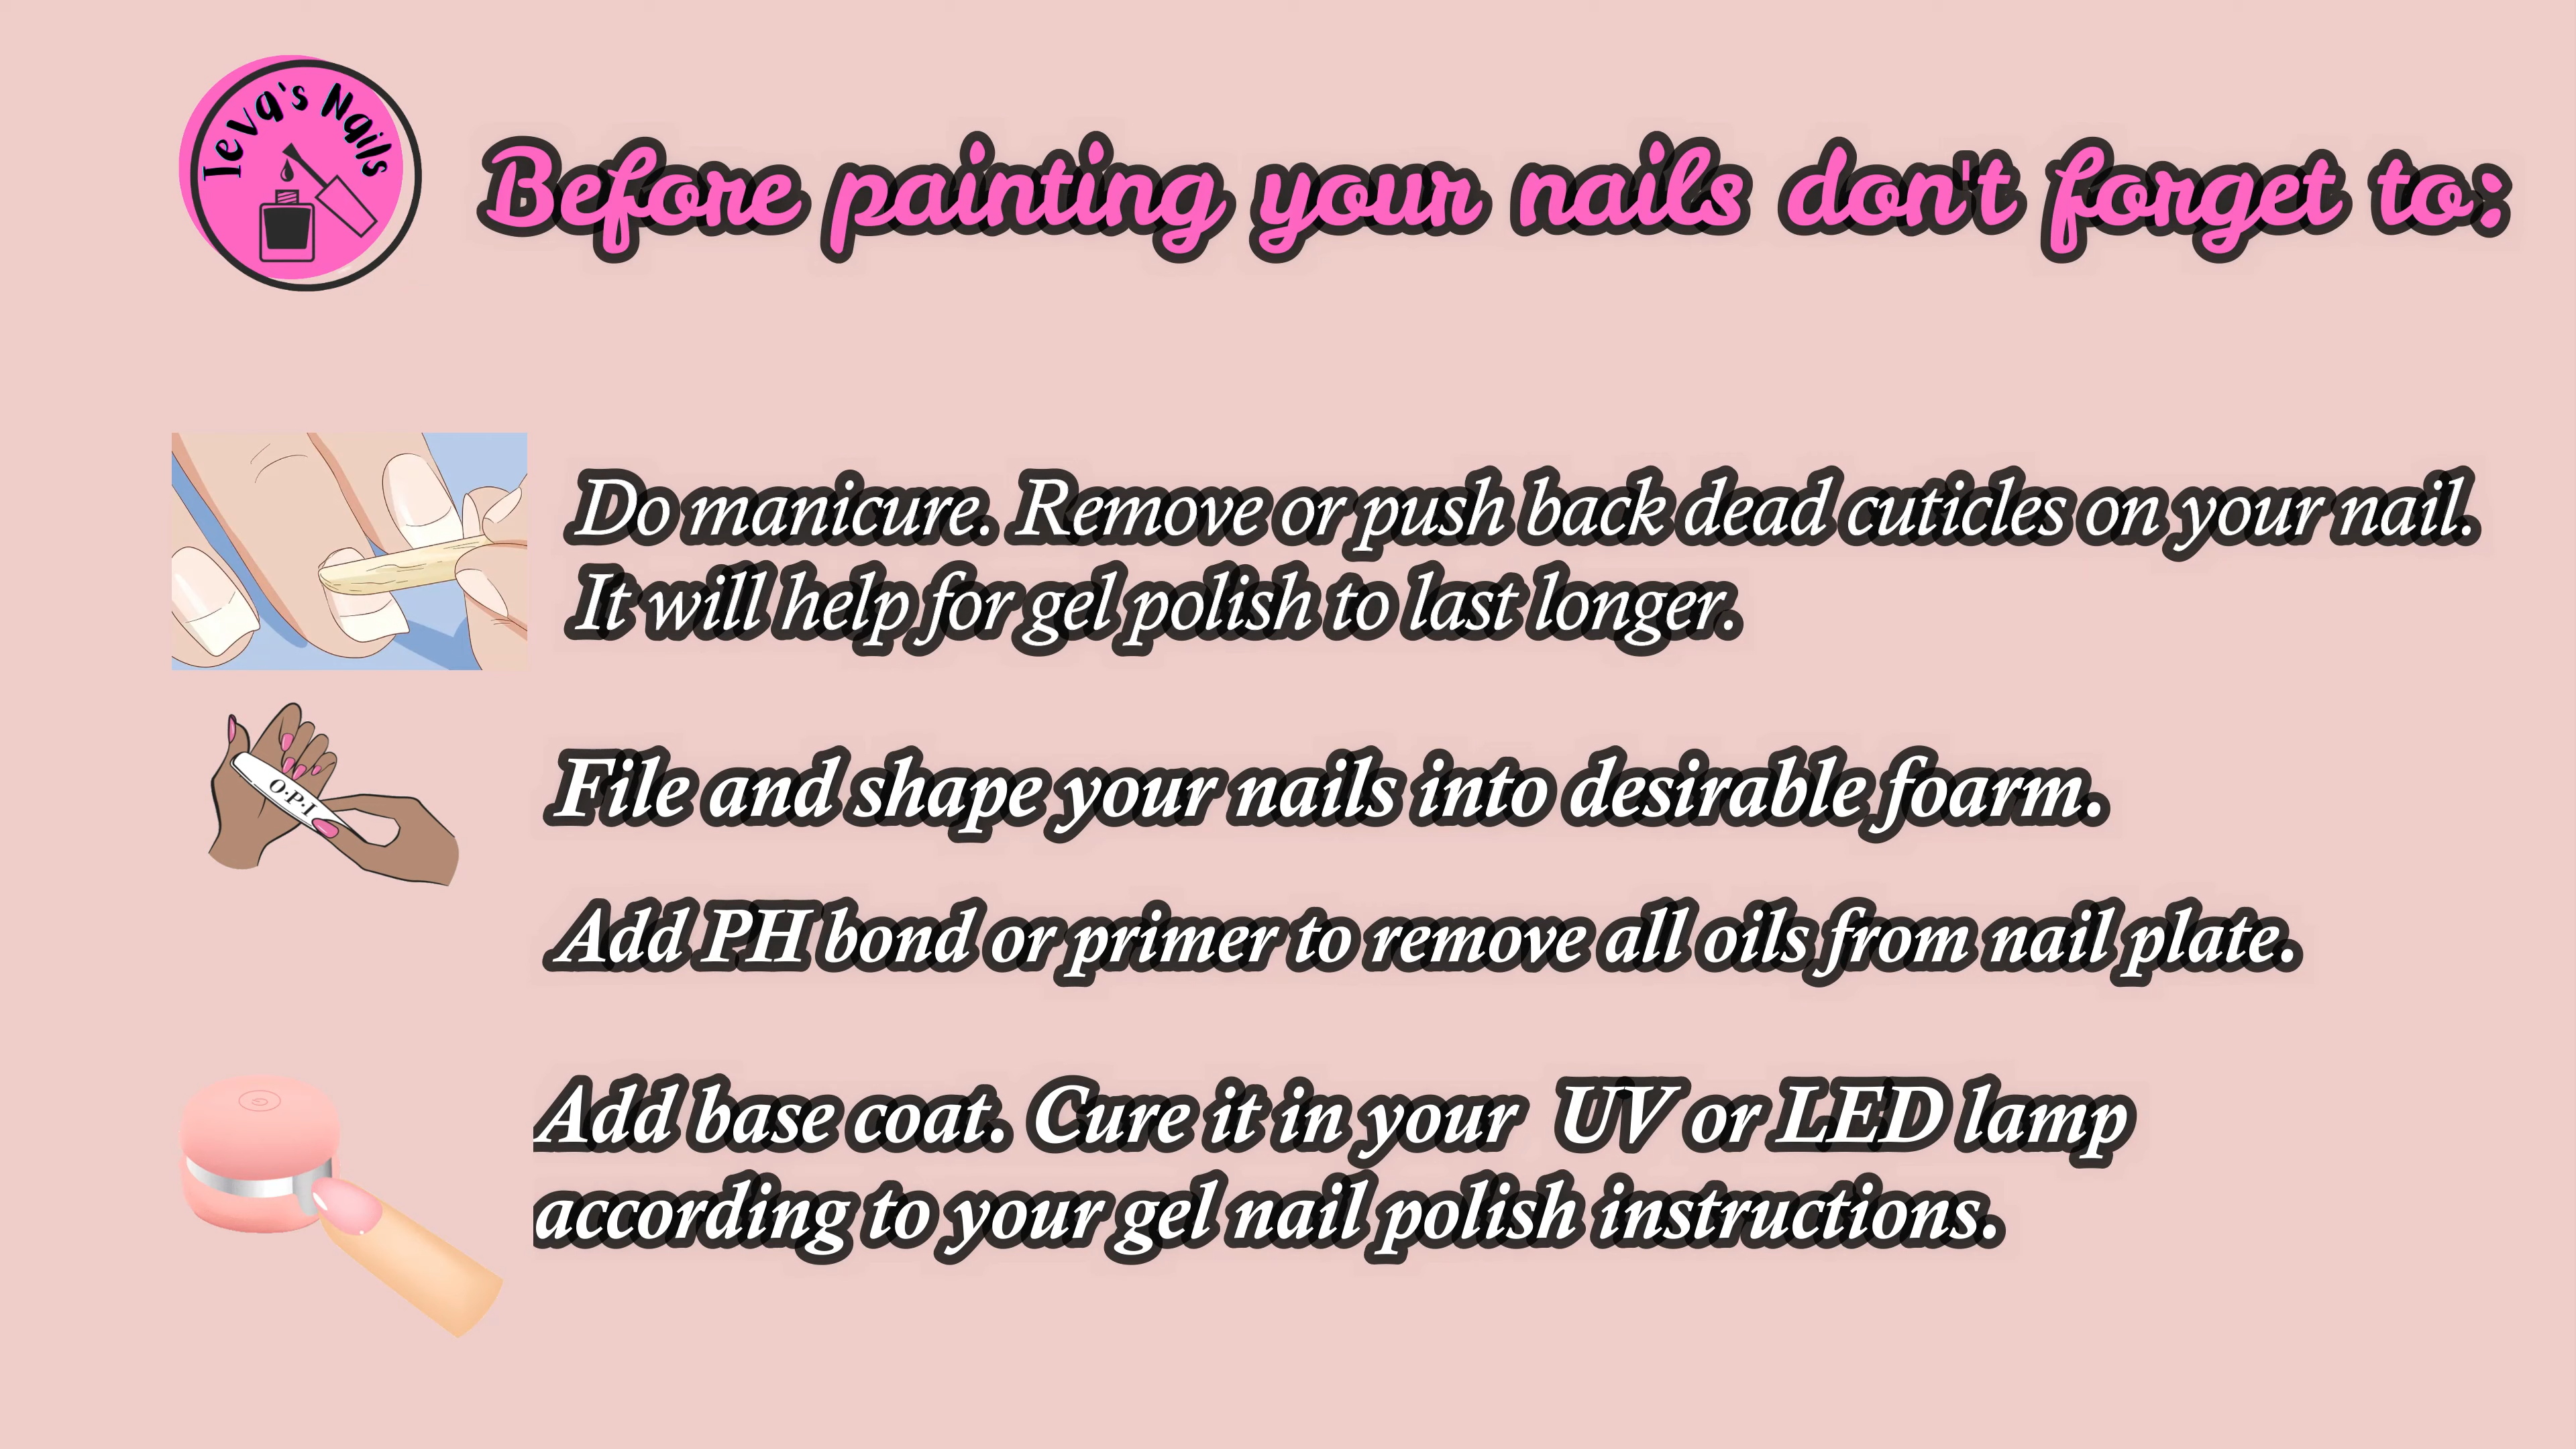 Ieva's Nails
Before painting your nails don't forget to:
Do manicure. Remove or push back dead cuticles on your nail.
It will help for gel polish to last longer.
O·P·I
File and shape your nails into desirable foarm.
Add PH bond or primer to remove all oils from nail plate.
Add base coat. Cure it in your UV or LED lamp
according to your gel nail polish instructions.